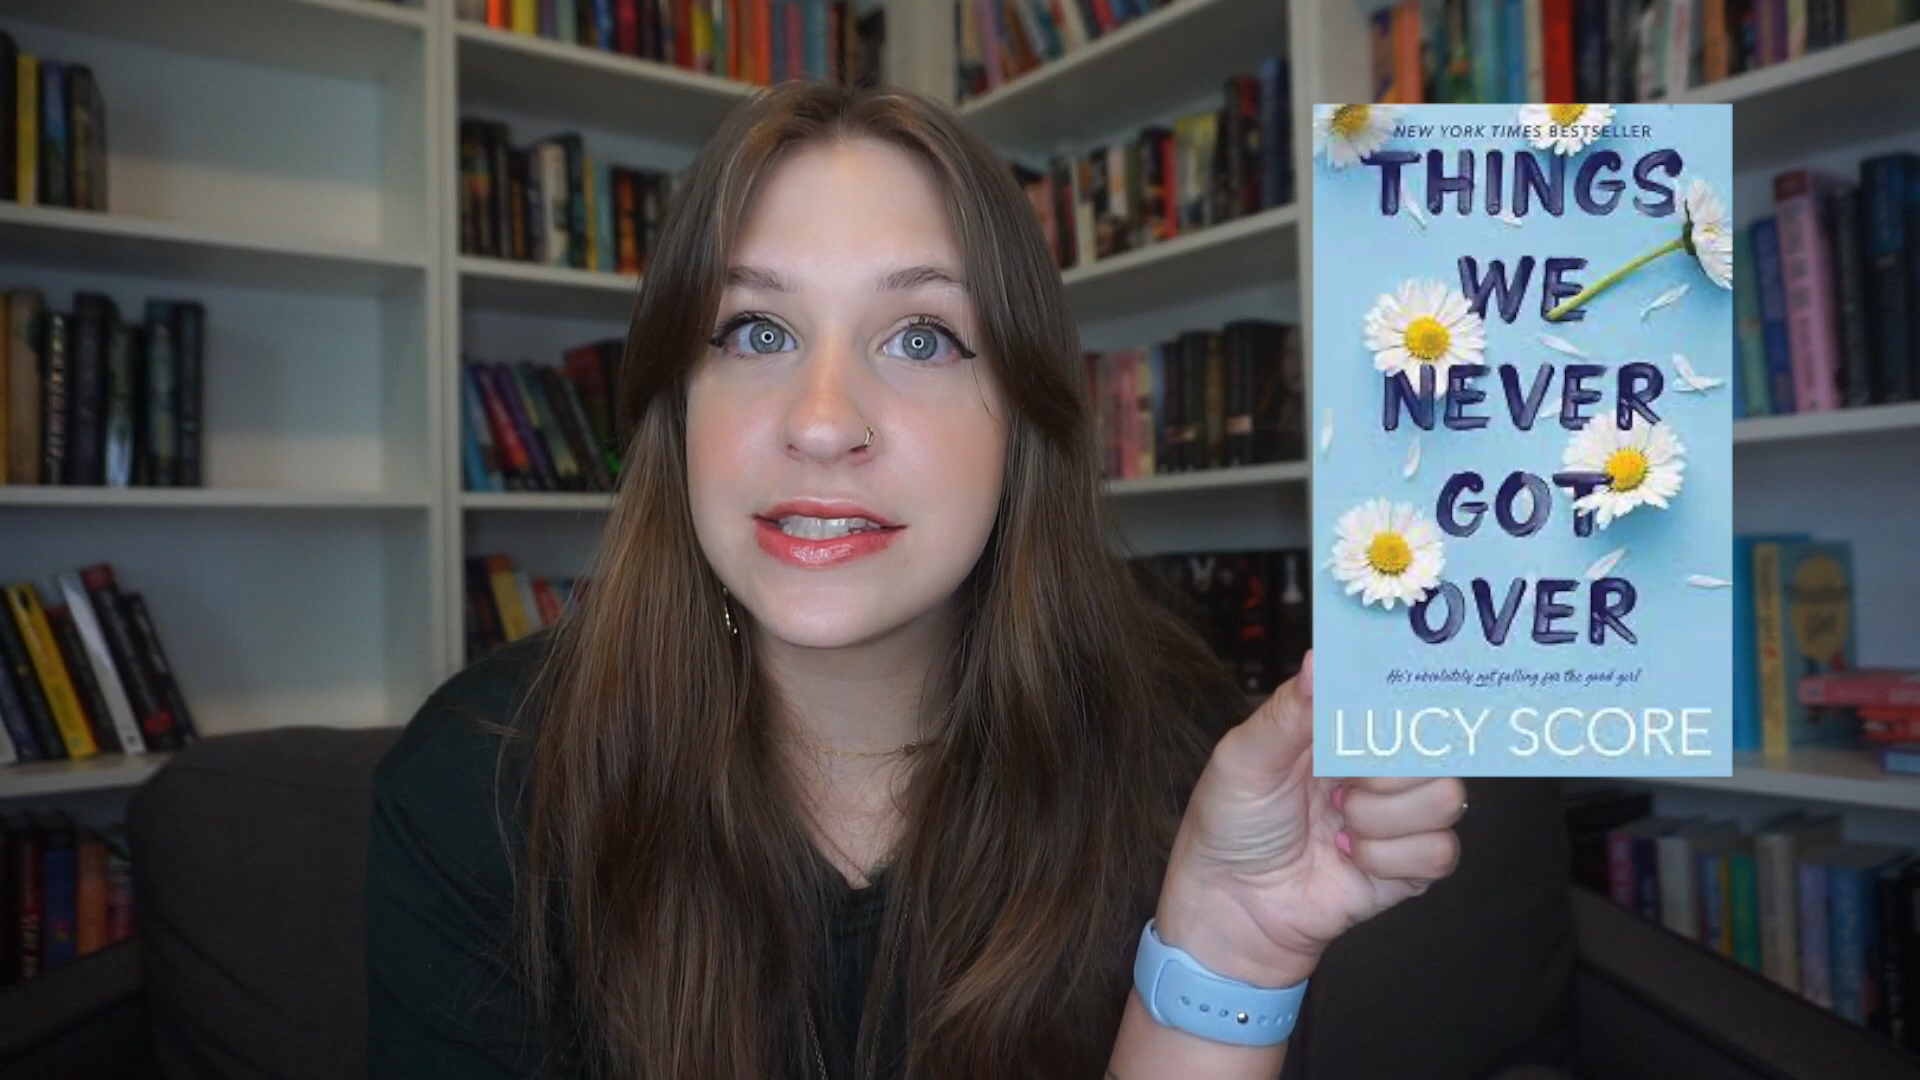 NEW YORK TIMES BESTSELLER
THINGS
WE
NEVER
GOT
OVER
He's absolutely not falling for the good girl
LUCY SCORE